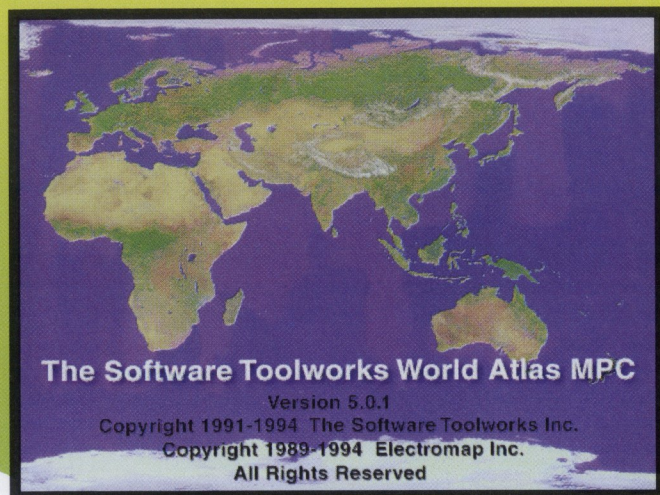 The Software Toolworks World Atlas MPC
Version 5.0.1
Copyright 1991-1994 The Software Toolworks Inc.
Copyright 1989-1994 Electromap Inc.
All Rights Reserved